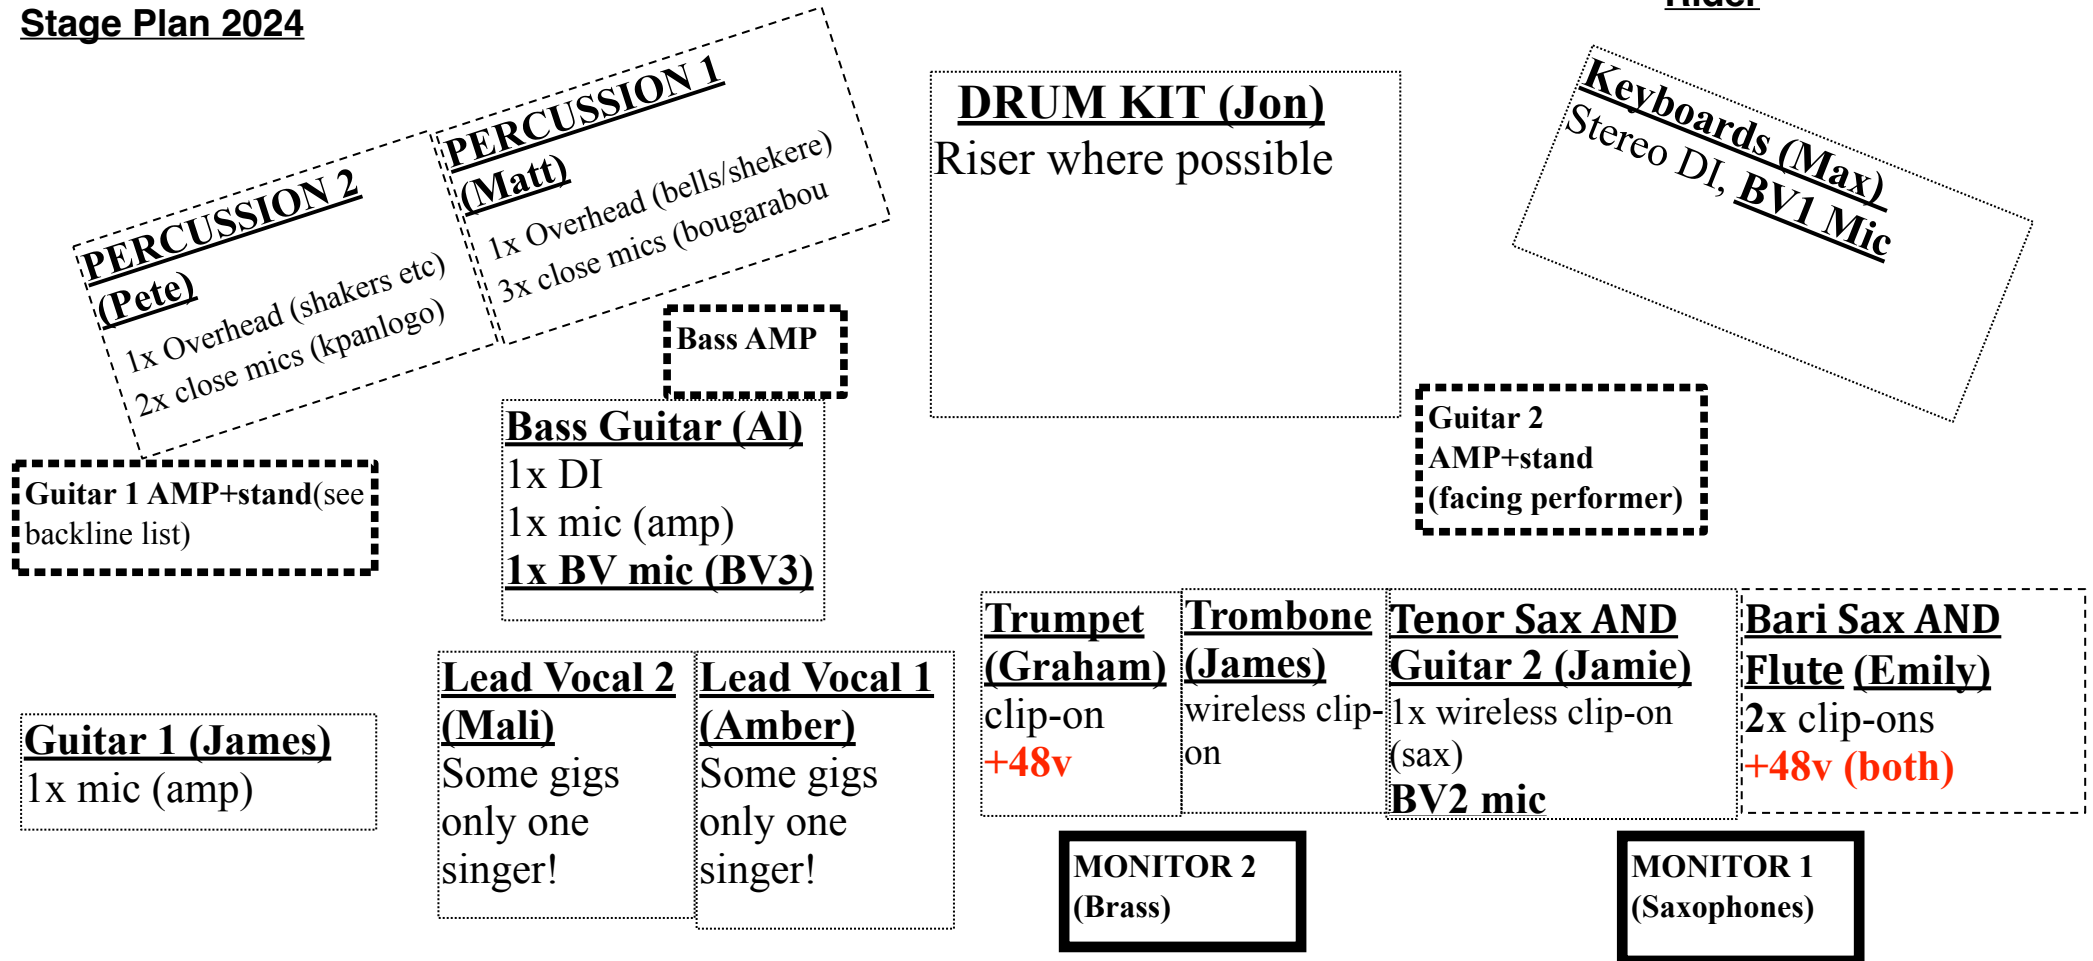 Stage Plan 2024
Rider
PERCUSSION 2
(Pete)
1x Overhead (shakers etc)
2x close mics (kpanlogo)
PERCUSSION 1
(Matt)
1x Overhead (bells/shekere)
3x close mics (bougarabou
DRUM KIT (Jon)
Riser where possible
Keyboards (Max)
Stereo DI, BV1 Mic
Bass AMP
Bass Guitar (Al)
1x DI
1x mic (amp)
1x BV mic (BV3)
Guitar 2
AMP+stand
(facing performer)
Guitar 1 AMP+stand(see
backline list)
Guitar 1 (James)
1x mic (amp)
Lead Vocal 2
(Mali)
Some gigs
only one
singer!
Lead Vocal 1
(Amber)
Some gigs
only one
singer!
Trumpet
(Graham)
clip-on
+48v
Trombone
(James)
wireless clip-
on
Tenor Sax AND
Guitar 2 (Jamie)
1x wireless clip-on
(sax)
BV2 mic
Bari Sax AND
Flute (Emily)
2x clip-ons
+48v (both)
MONITOR 2
(Brass)
MONITOR 1
(Saxophones)